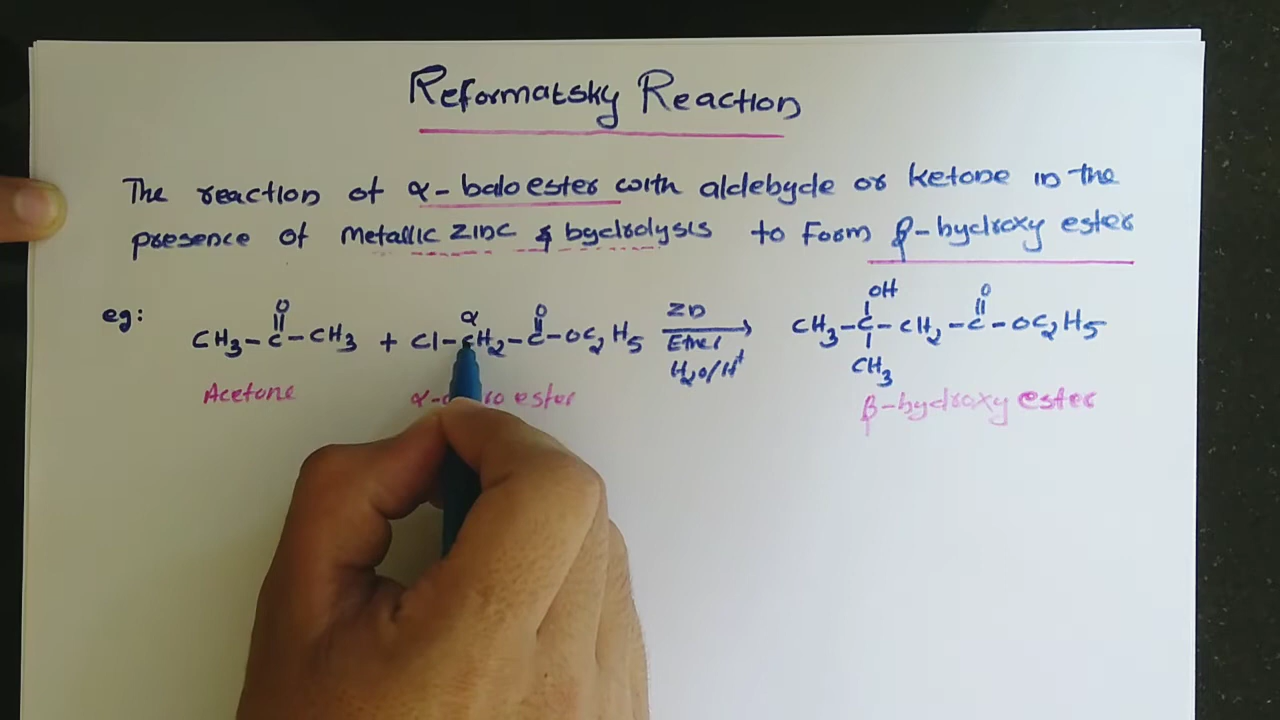 Reformatsky Reaction
The reaction of α-halo ester with aldehyde or ketone in the
presence of Metallic Zinc & hydrolysis to form β-hydroxy ester
eg: CH3-C(=O)-CH3 + Cl-CH2-C(=O)-OC2H5 Zn Ether H2O/H+ → CH3-C(OH)(CH3)-CH2-C(=O)-OC2H5
α
Acetone ester β-hydroxy ester